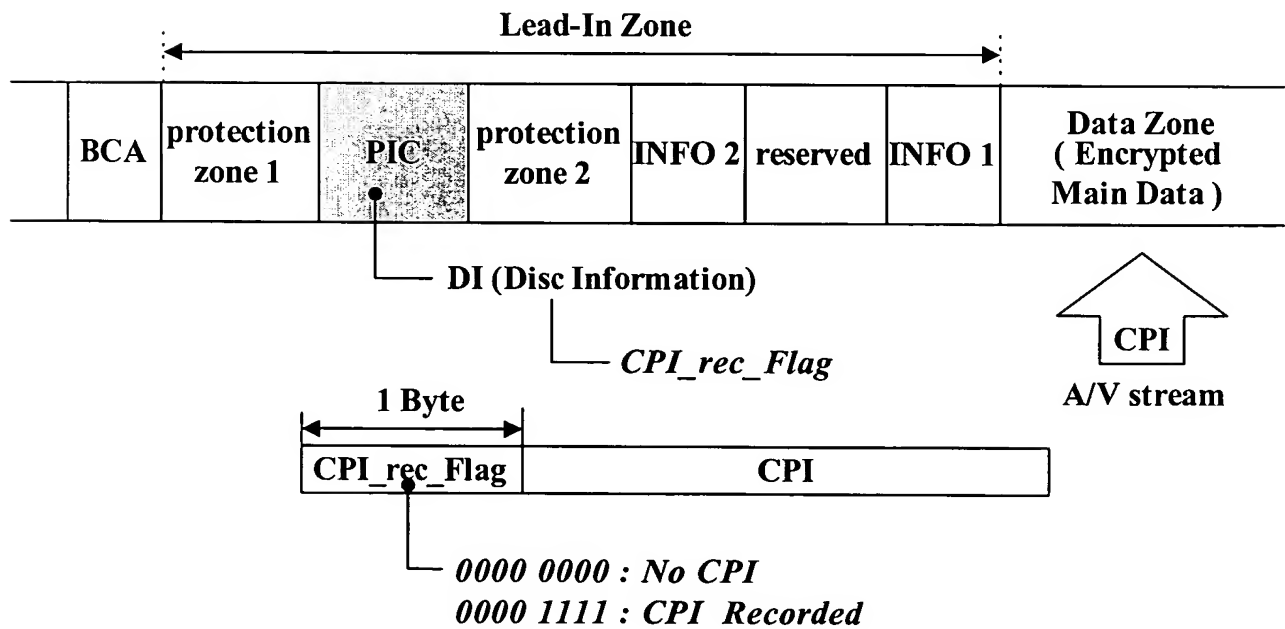 Lead-In Zone
BCA
protection
zone 1
PIC
protection
zone 2
INFO 2
reserved
INFO 1
Data Zone
( Encrypted
Main Data )
DI (Disc Information)
CPI_rec_Flag
CPI
A/V stream
1 Byte
CPI_rec_Flag
CPI
0000 0000 : No CPI
0000 1111 : CPI Recorded